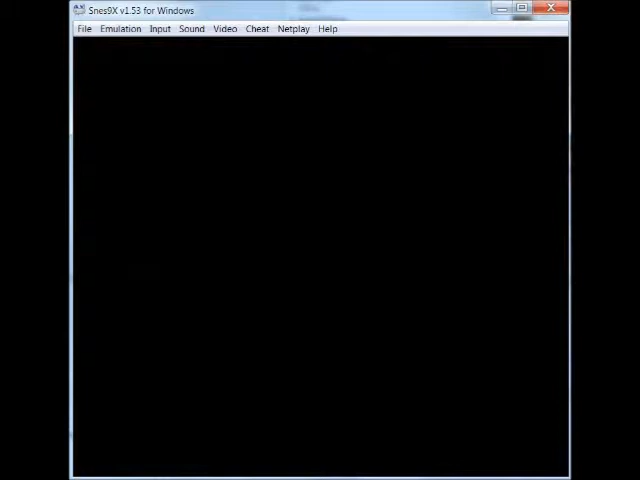 Snes9X v1.53 for Windows
File Emulation Input Sound Video Cheat Netplay Help